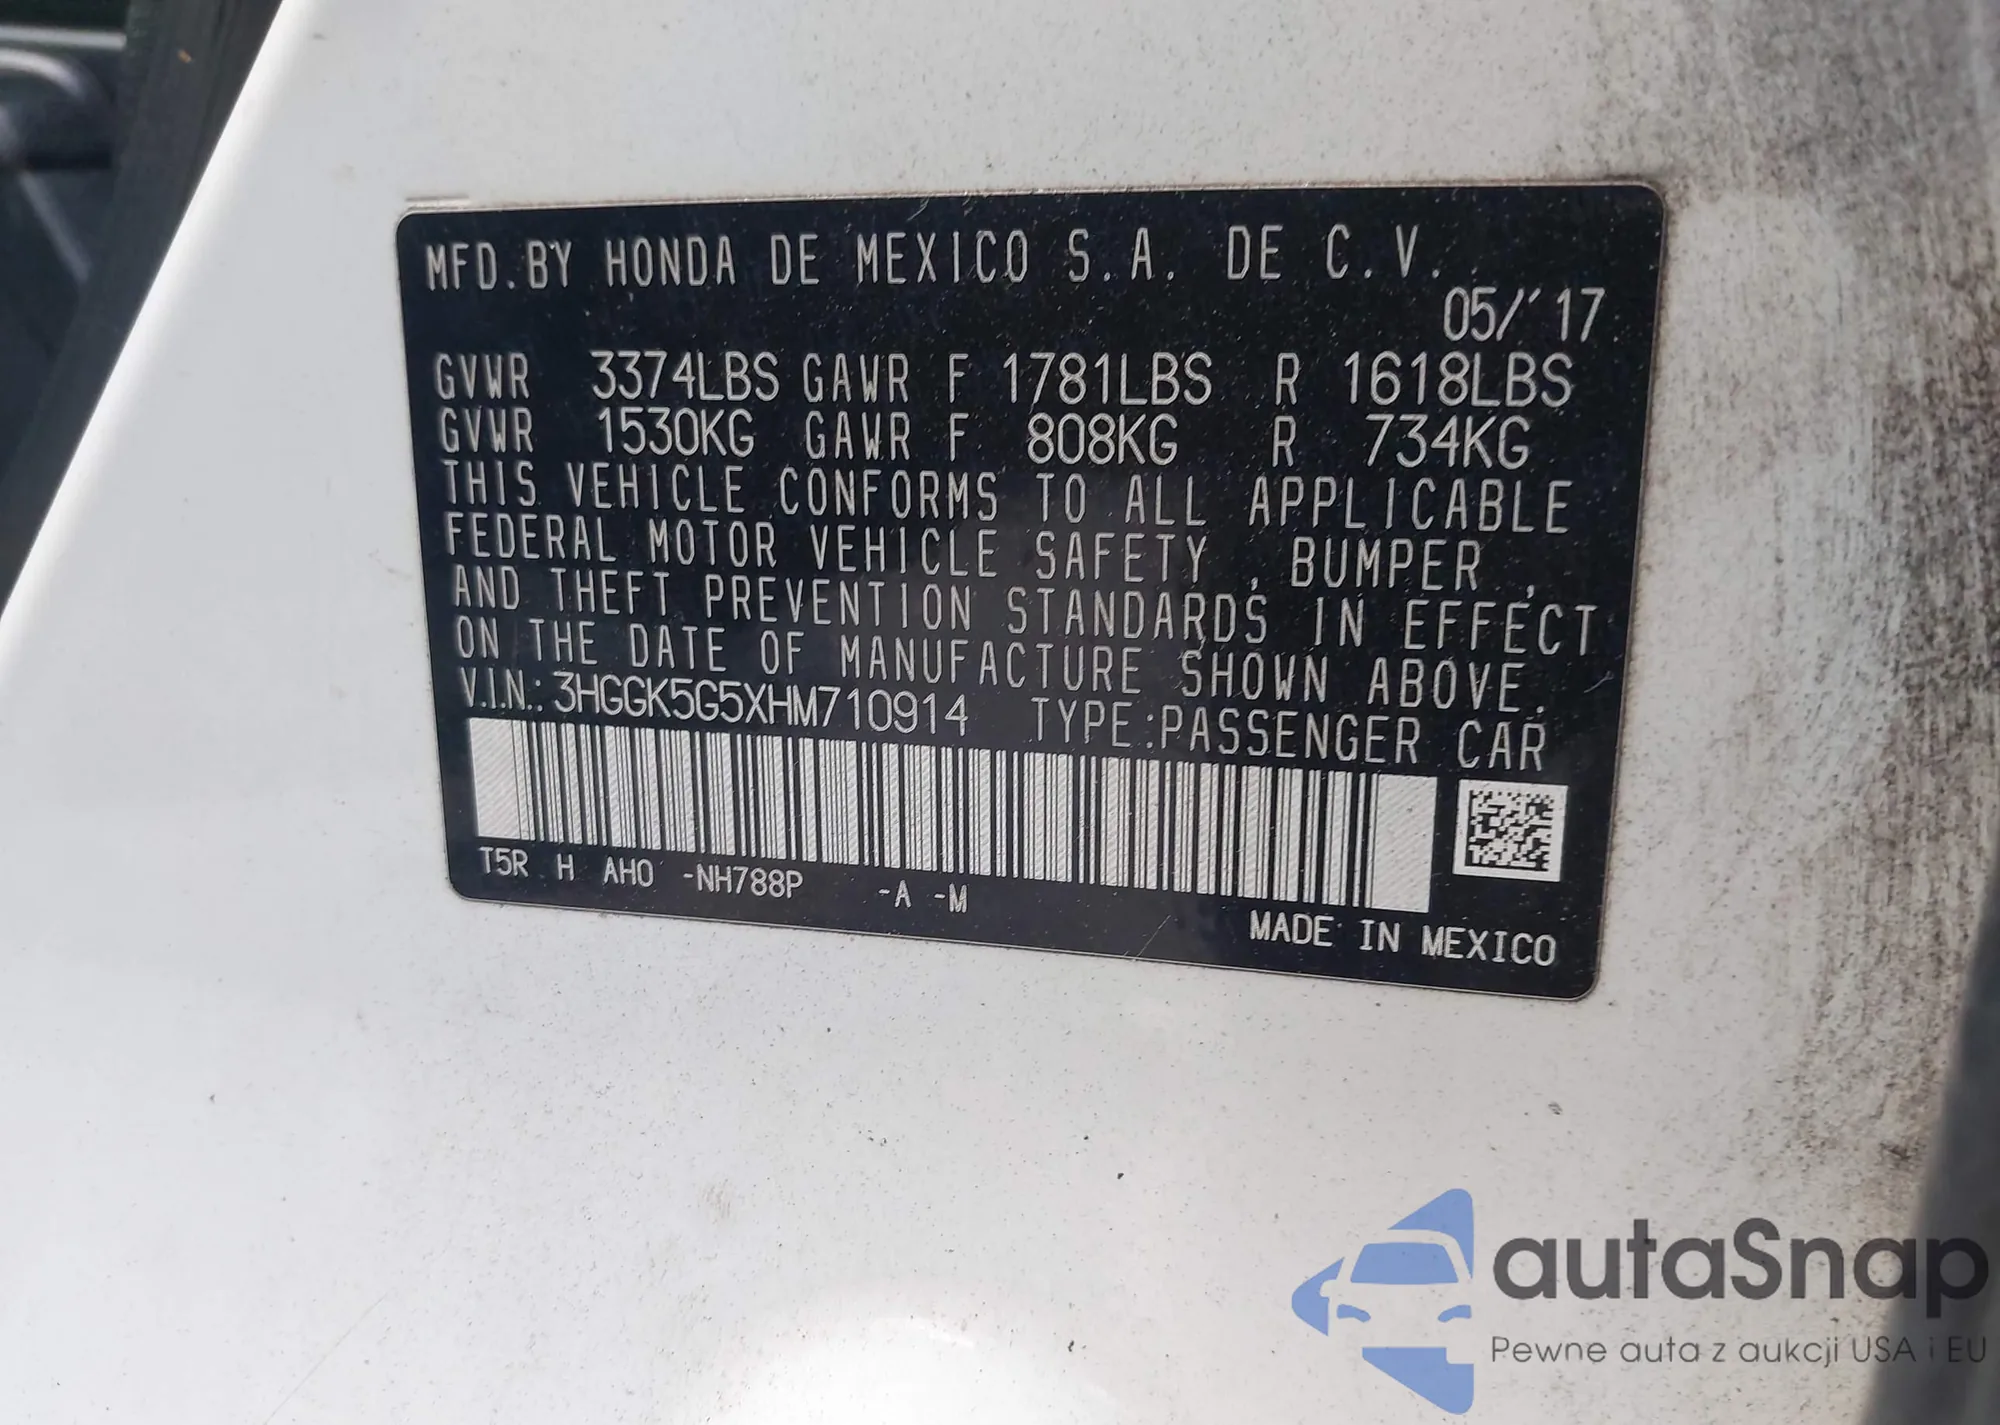 MFD. BY HONDA DE MEXICO S.A. DE C.V.
05/'17
GVWR 3374LBS GAWR F 1781LBS R 1618LBS
GVWR 1530KG GAWR F 808KG R 734KG
THIS VEHICLE CONFORMS TO ALL APPLICABLE
FEDERAL MOTOR VEHICLE SAFETY , BUMPER ,
AND THEFT PREVENTION STANDARDS IN EFFECT
ON THE DATE OF MANUFACTURE SHOWN ABOVE.
V.I.N.: 3HGGK5G5XHM710914 TYPE:PASSENGER CAR
T5R H AH0 -NH788P -A -M
MADE IN MEXICO
autaSnap
Pewne auta z aukcji USA i EU